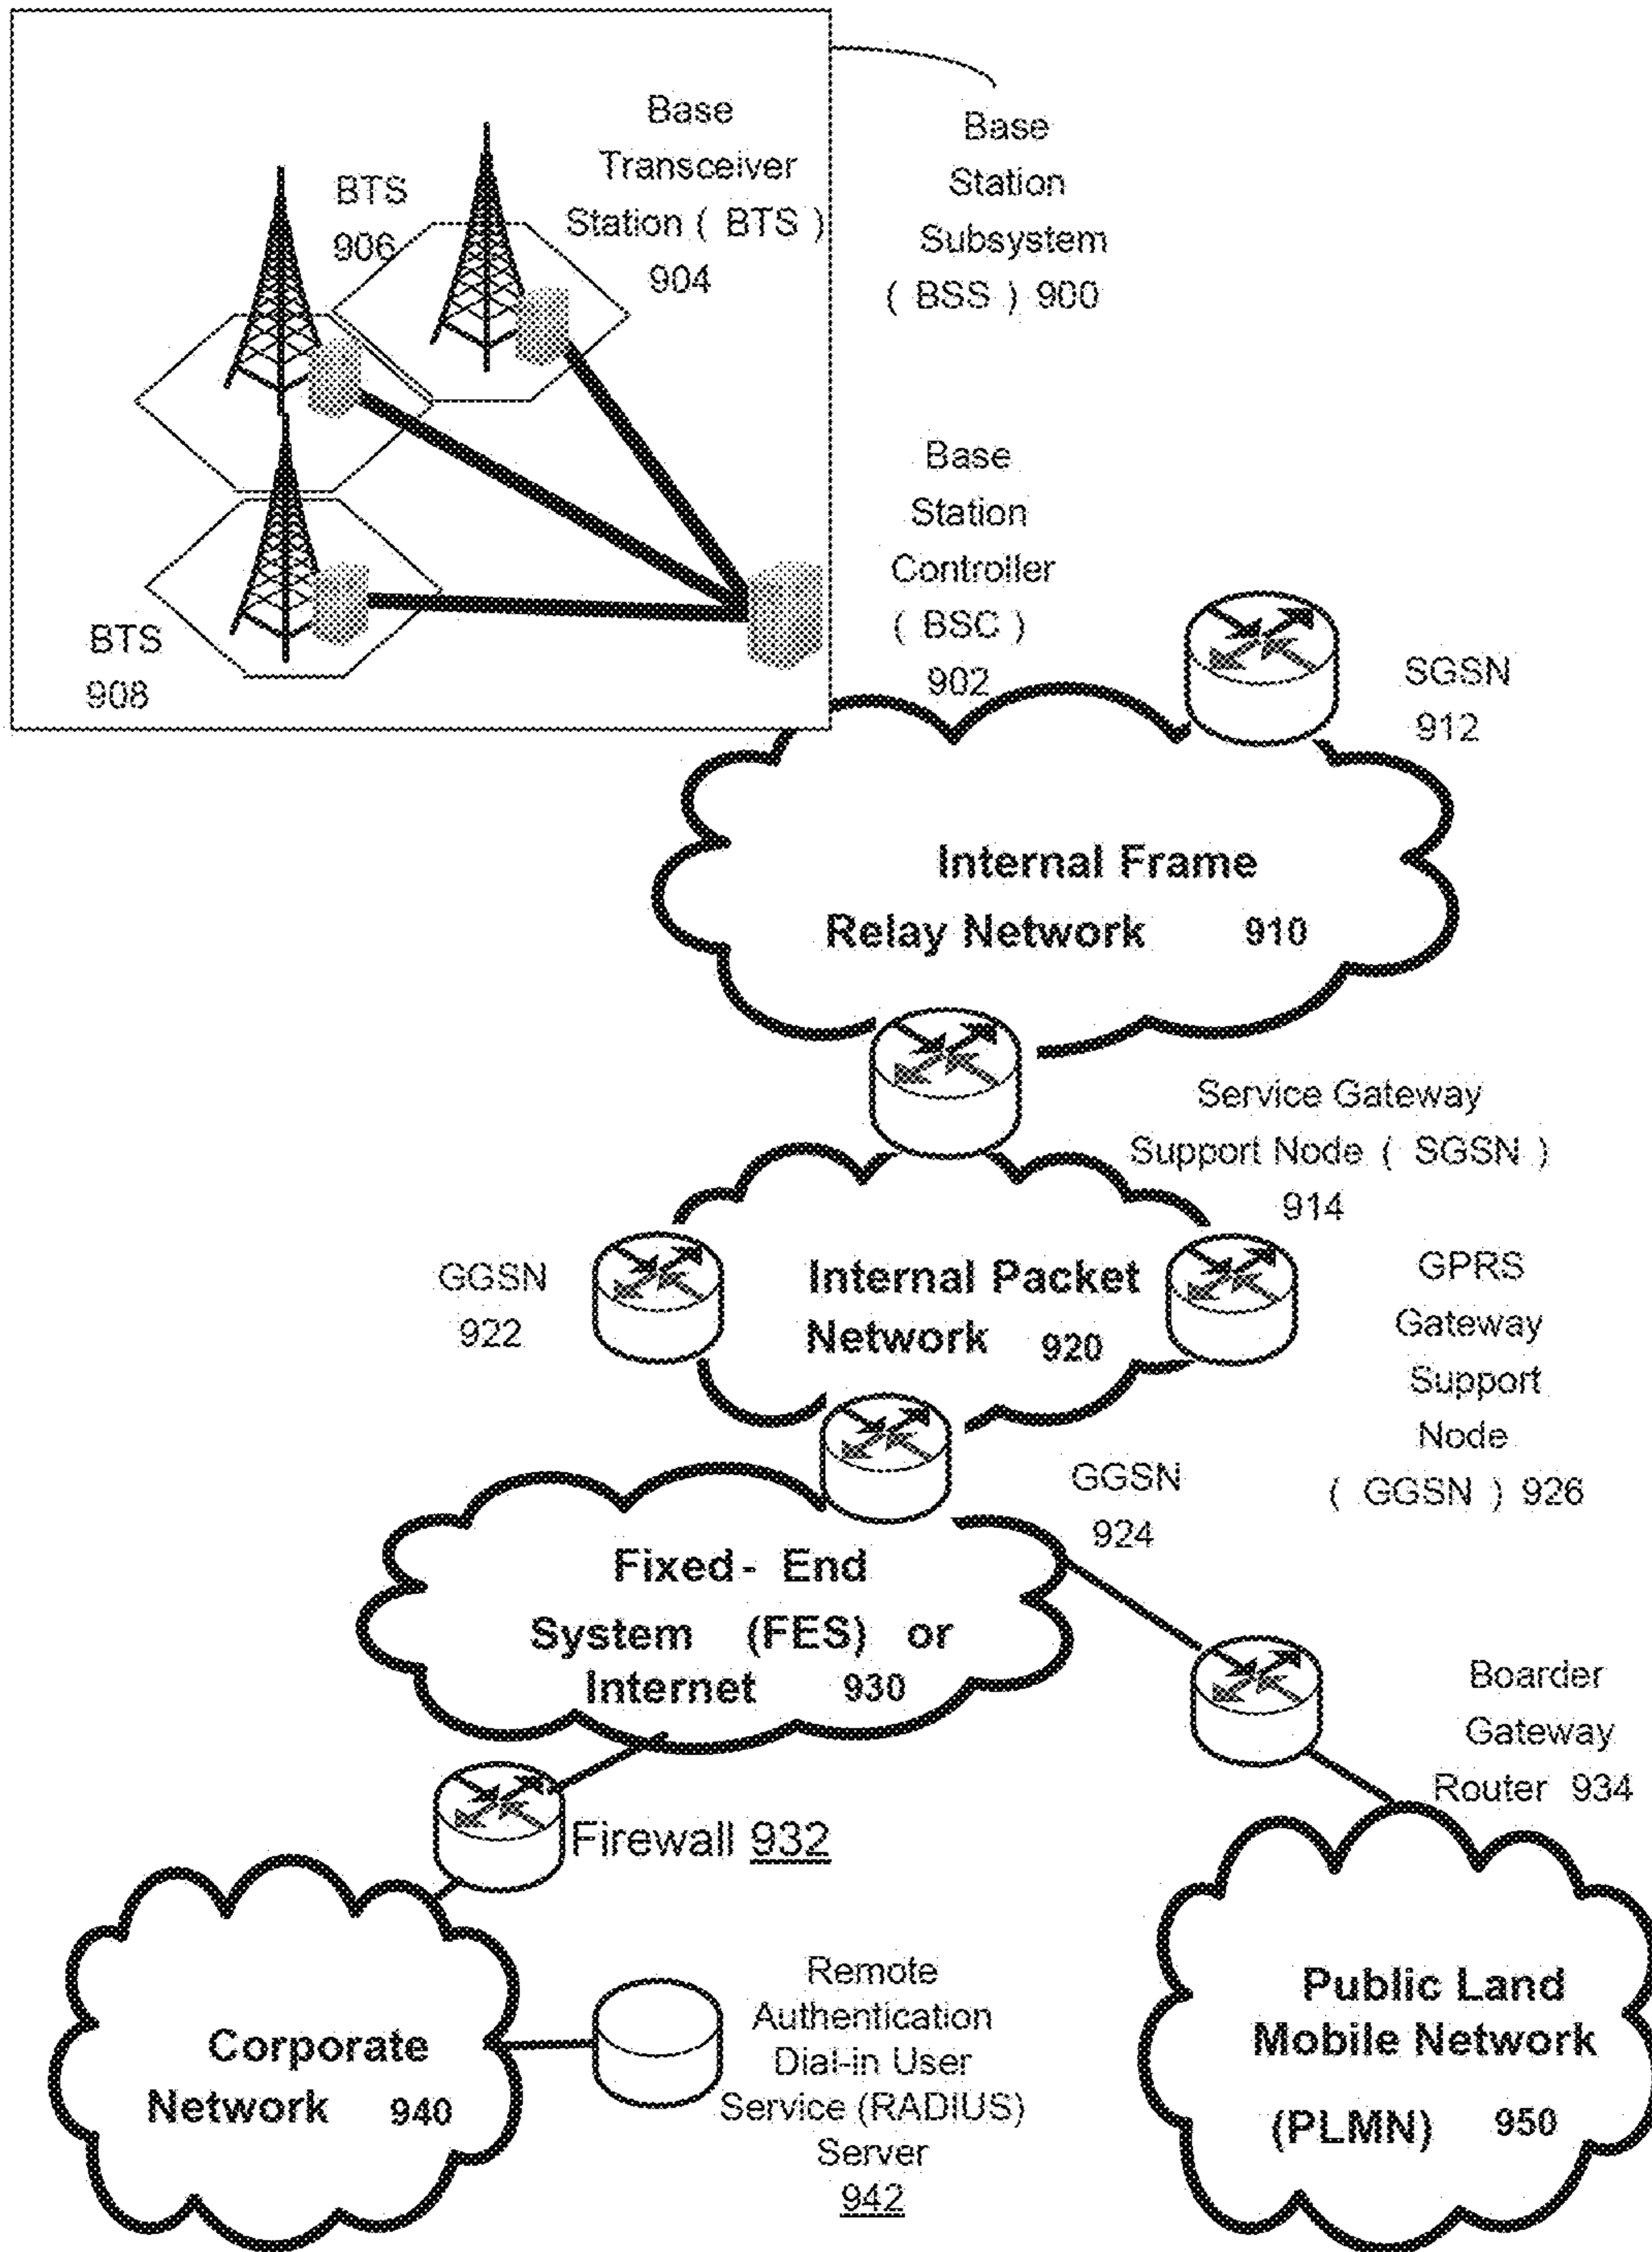 Base
Transceiver
Station ( BTS )
904
BTS
906
Base
Station
Subsystem
( BSS ) 900
Base
Station
Controller
( BSC )
902
BTS
908
SGSN
912
Internal Frame
Relay Network 910
Service Gateway
Support Node ( SGSN )
914
GGSN
922
Internal Packet
Network 920
GPRS
Gateway
Support
Node
( GGSN ) 926
GGSN
924
Fixed- End
System (FES) or
Internet 930
Boarder
Gateway
Router 934
Firewall 932
Corporate
Network 940
Remote
Authentication
Dial-in User
Service (RADIUS)
Server
942
Public Land
Mobile Network
(PLMN) 950